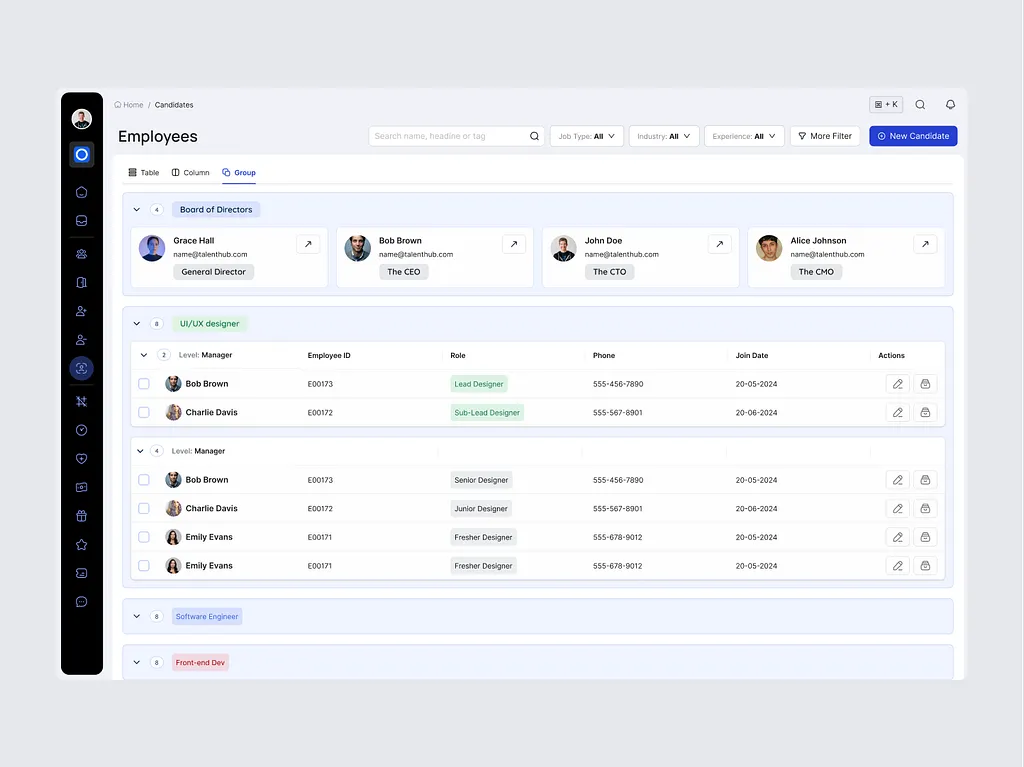 Home / Candidates
⌘ + K
Employees
Search name, headine or tag
Job Type: All
Industry: All
Experience: All
More Filter
New Candidate
Table
Column
Group
4
Board of Directors
Grace Hall
name@talenthub.com
General Director
Bob Brown
name@talenthub.com
The CEO
John Doe
name@talenthub.com
The CTO
Alice Johnson
name@talenthub.com
The CMO
8
UI/UX designer
2 Level: Manager Employee ID Role Phone Join Date Actions
Bob Brown E00173 Lead Designer 555-456-7890 20-05-2024
Charlie Davis E00172 Sub-Lead Designer 555-567-8901 20-06-2024
4 Level: Manager
Bob Brown E00173 Senior Designer 555-456-7890 20-05-2024
Charlie Davis E00172 Junior Designer 555-567-8901 20-06-2024
Emily Evans E00171 Fresher Designer 555-678-9012 20-05-2024
Emily Evans E00171 Fresher Designer 555-678-9012 20-05-2024
8 Software Engineer
8 Front-end Dev